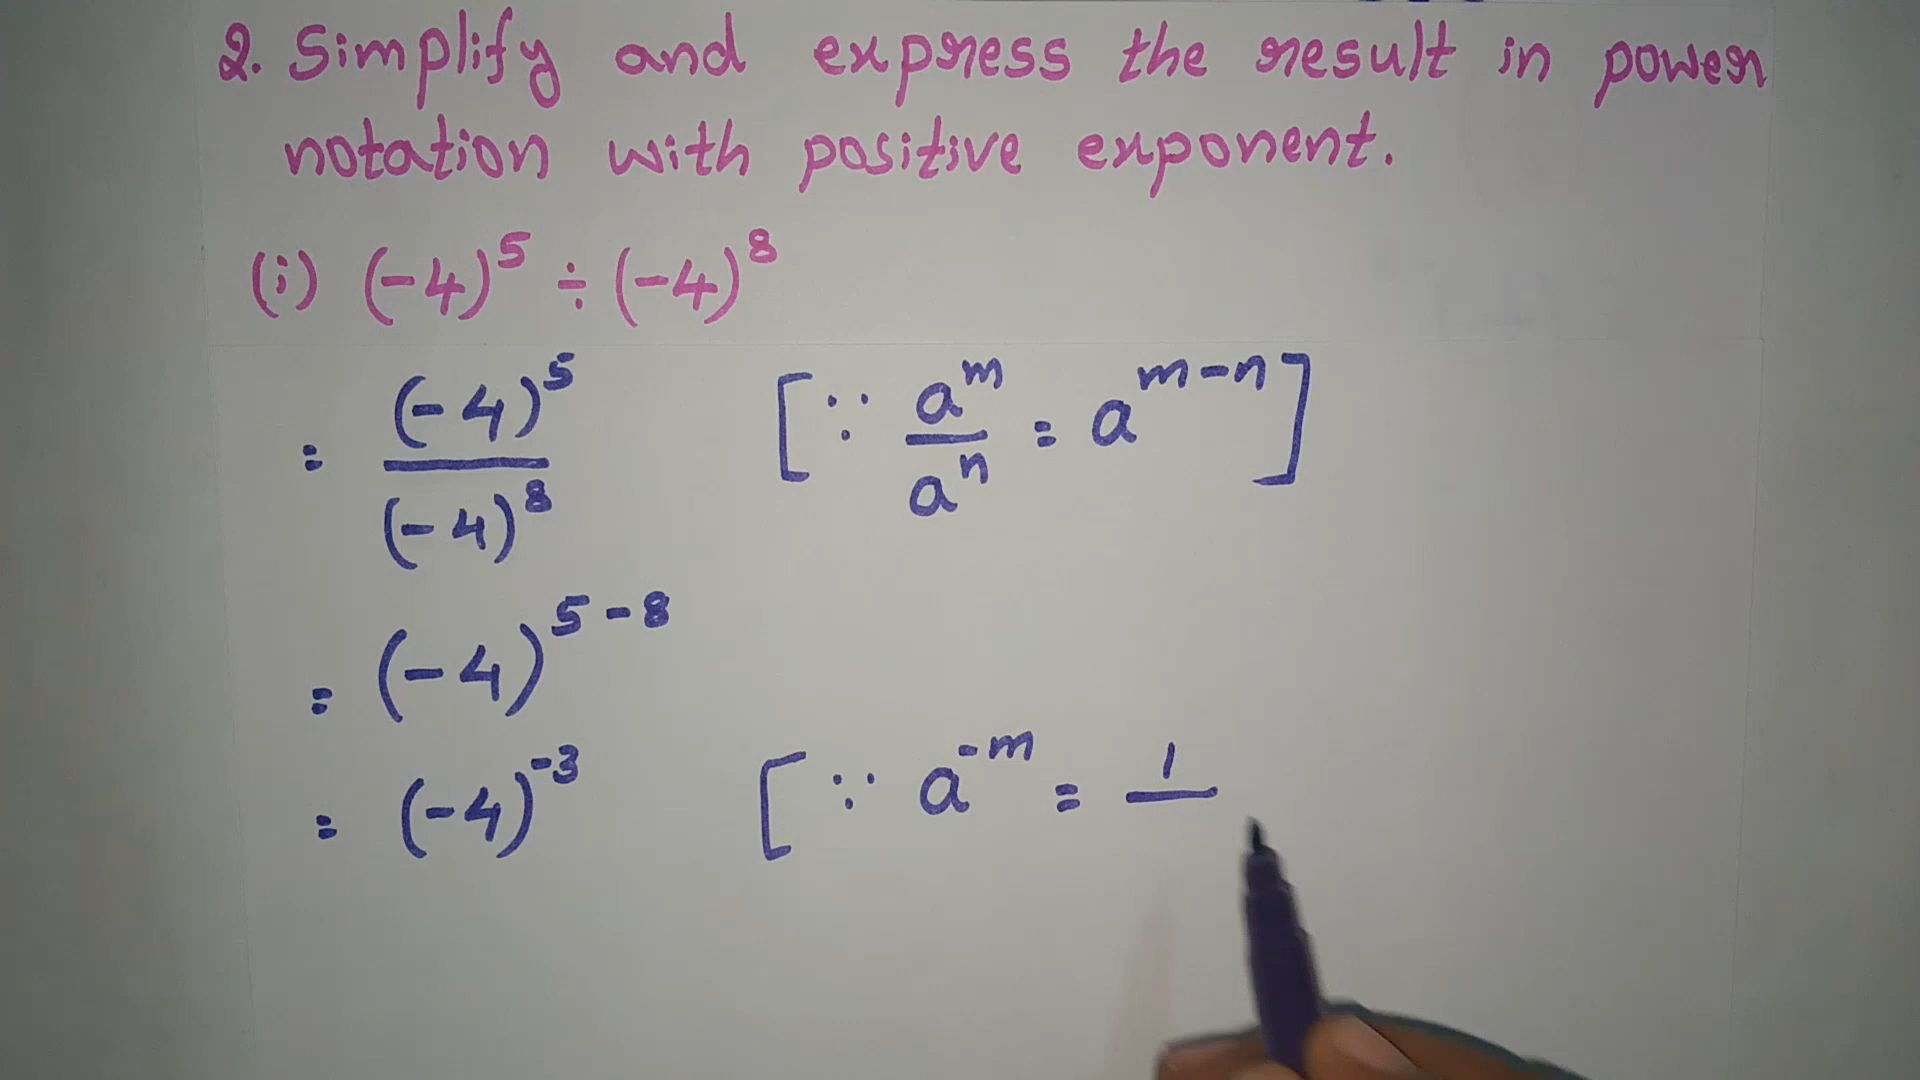 2. Simplify and express the result in power
notation with positive exponent.
(i) (-4)^5 ÷ (-4)^8
= (-4)^5 / (-4)^8 [∵ a^m / a^n = a^(m-n)]
= (-4)^(5-8)
= (-4)^(-3) [∵ a^(-m) = 1/